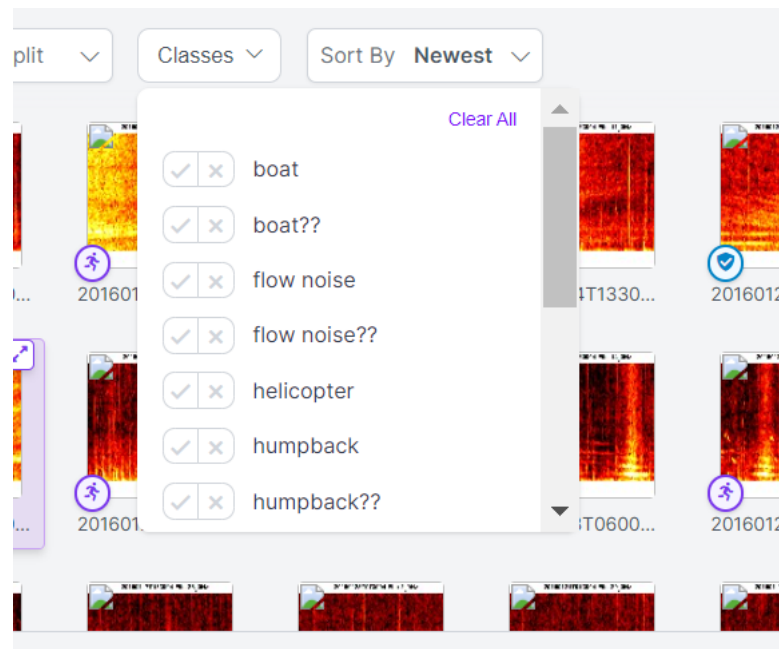 plit Classes Sort By Newest
Clear All
boat
boat??
flow noise
201601 4T1330... 2016012
flow noise??
helicopter
humpback
humpback??
201601 3T0600... 2016012